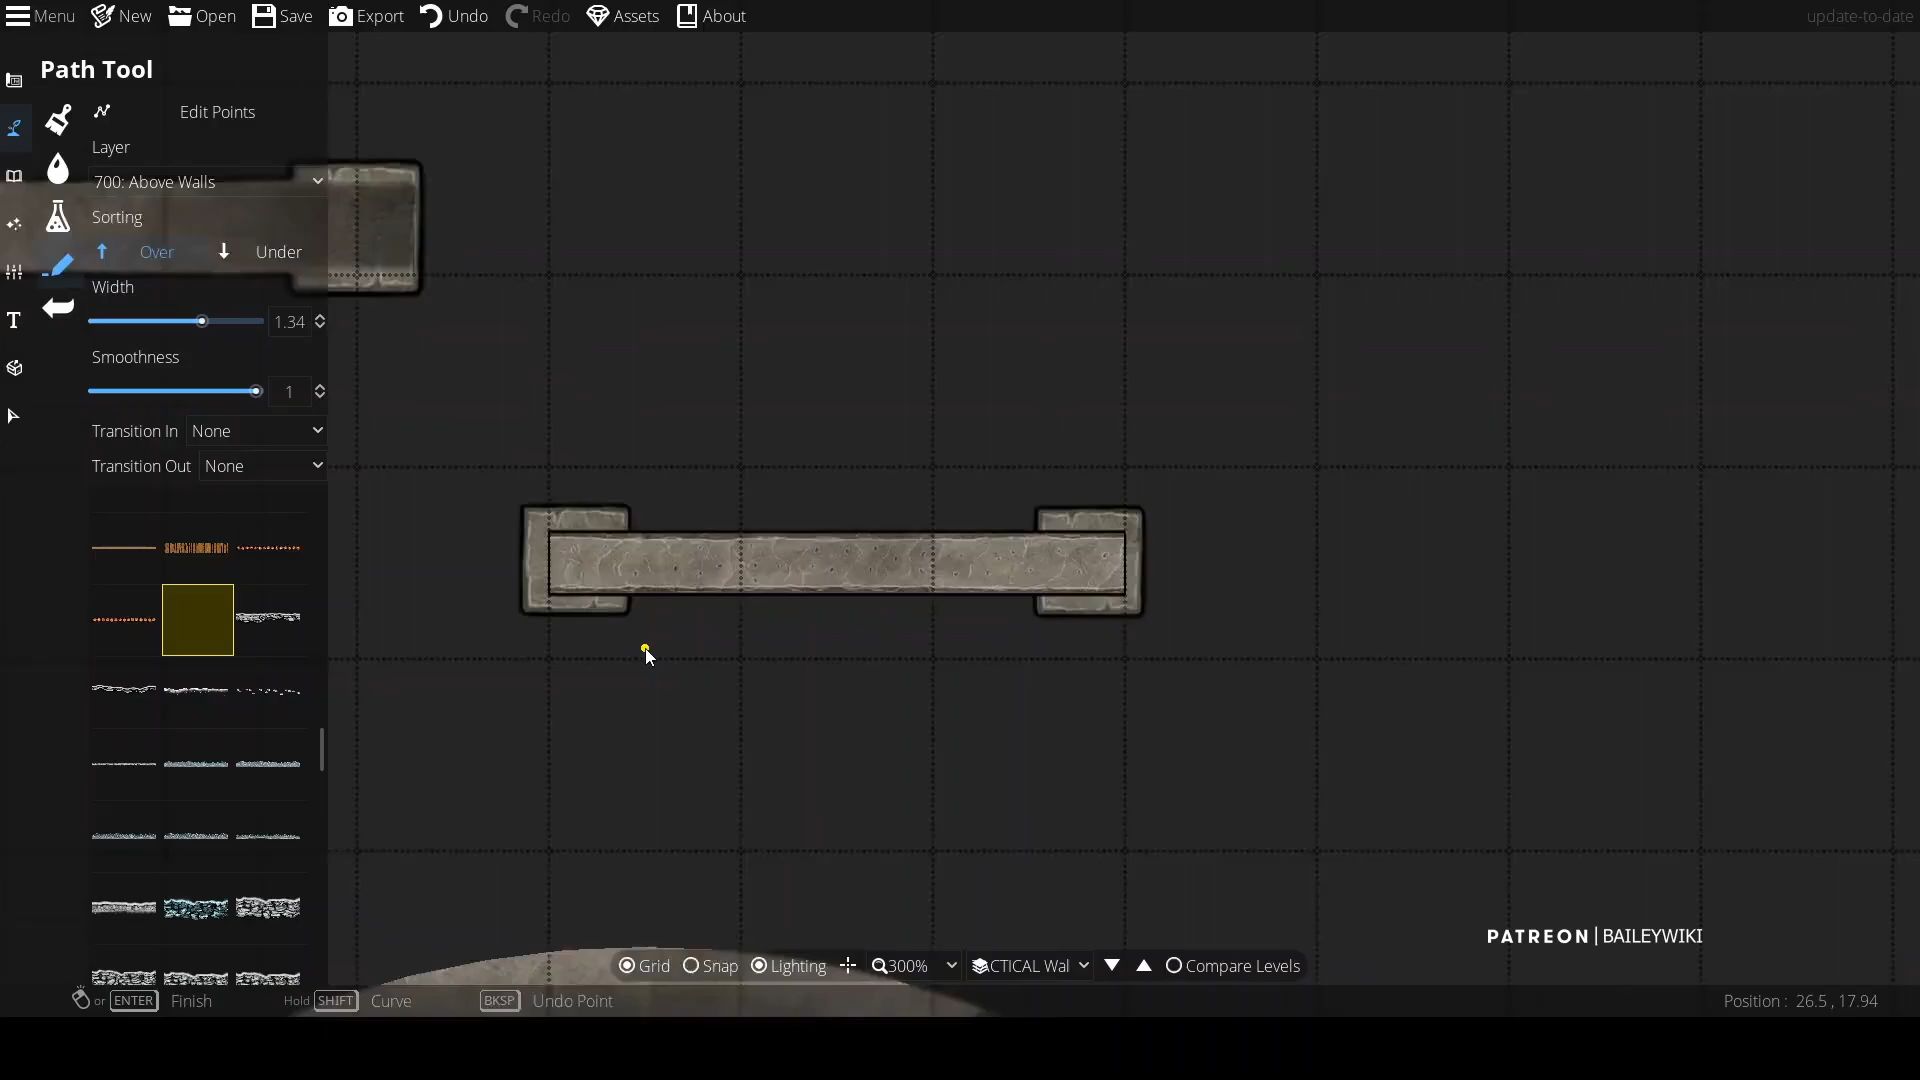 Menu New Open Save Export Undo Redo Assets About update-to-date
Path Tool
Edit Points
Layer
700: Above Walls
Sorting
Over Under
Width
1.34
Smoothness
1
Transition In None
Transition Out None
T
PATREON | BAILEYWIKI
Grid Snap Lighting 300% ACTICAL Wal Compare Levels
or ENTER Finish Hold SHIFT Curve BKSP Undo Point Position : 26.5 , 17.94